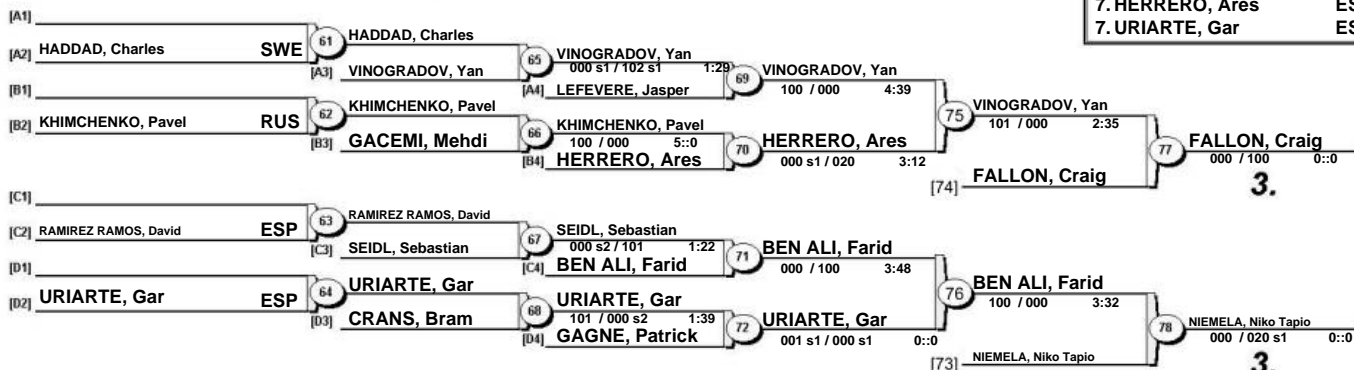 7. HERRERO, Ares ES
7. URIARTE, Gar ES
[A1]
[A2] HADDAD, Charles SWE
61 HADDAD, Charles
[A3] VINOGRADOV, Yan
65 VINOGRADOV, Yan
000 s1 / 102 s1 1:29
[A4] LEFEVERE, Jasper
69 VINOGRADOV, Yan
100 / 000 4:39
[B1]
[B2] KHIMCHENKO, Pavel RUS
62 KHIMCHENKO, Pavel
[B3] GACEMI, Mehdi
66 KHIMCHENKO, Pavel
100 / 000 5::0
[B4] HERRERO, Ares
70 HERRERO, Ares
000 s1 / 020 3:12
75 VINOGRADOV, Yan
101 / 000 2:35
[74] FALLON, Craig
77 FALLON, Craig
000 / 100 0::0
3.
[C1]
[C2] RAMIREZ RAMOS, David ESP
63 RAMIREZ RAMOS, David
[C3] SEIDL, Sebastian
67 SEIDL, Sebastian
000 s2 / 101 1:22
[C4] BEN ALI, Farid
71 BEN ALI, Farid
000 / 100 3:48
[D1]
[D2] URIARTE, Gar ESP
64 URIARTE, Gar
[D3] CRANS, Bram
68 URIARTE, Gar
101 / 000 s2 1:39
[D4] GAGNE, Patrick
72 URIARTE, Gar
001 s1 / 000 s1 0::0
76 BEN ALI, Farid
100 / 000 3:32
[73] NIEMELA, Niko Tapio
78 NIEMELA, Niko Tapio
000 / 020 s1 0::0
3.